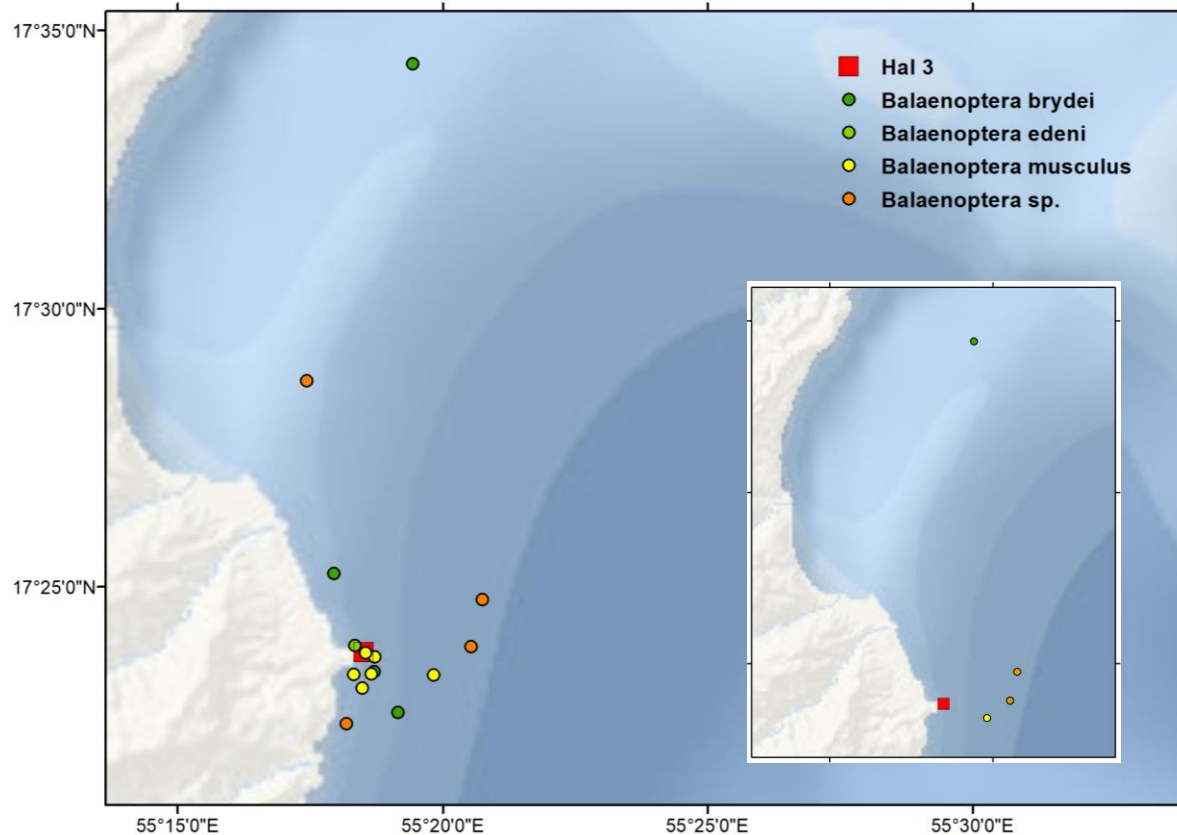 17°35'0"N
Hal 3
Balaenoptera brydei
Balaenoptera edeni
Balaenoptera musculus
Balaenoptera sp.
17°30'0"N
17°25'0"N
55°15'0"E
55°20'0"E
55°25'0"E
55°30'0"E